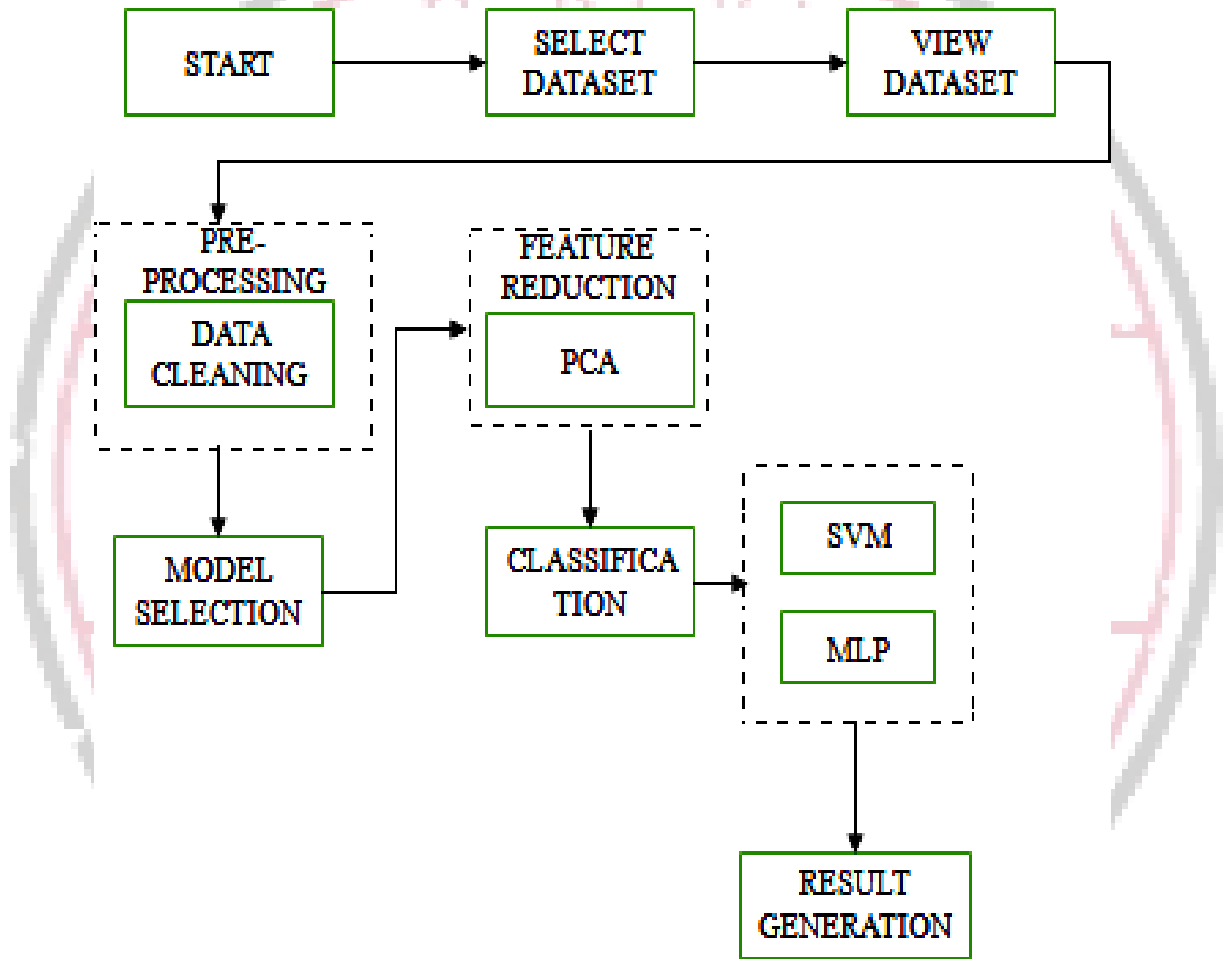 START
SELECT
DATASET
VIEW
DATASET
PRE-
PROCESSING
DATA
CLEANING
FEATURE
REDUCTION
PCA
MODEL
SELECTION
CLASSIFICA
TION
SVM
MLP
RESULT
GENERATION